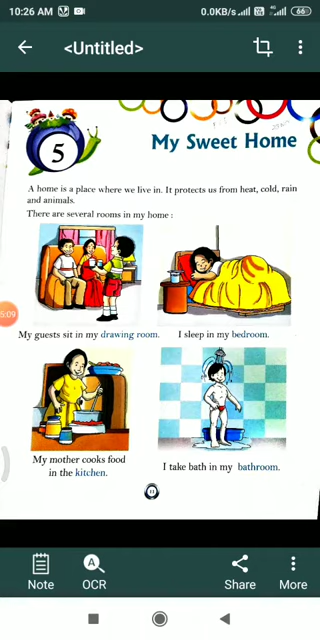 10:26 AM
0.0KB/s
66
<Untitled>
5
My Sweet Home
A home is a place where we live in. It protects us from heat, cold, rain
and animals.
There are several rooms in my home :
My guests sit in my drawing room.
I sleep in my bedroom.
5:09
My mother cooks food
in the kitchen.
I take bath in my bathroom.
Note
A
OCR
Share
More